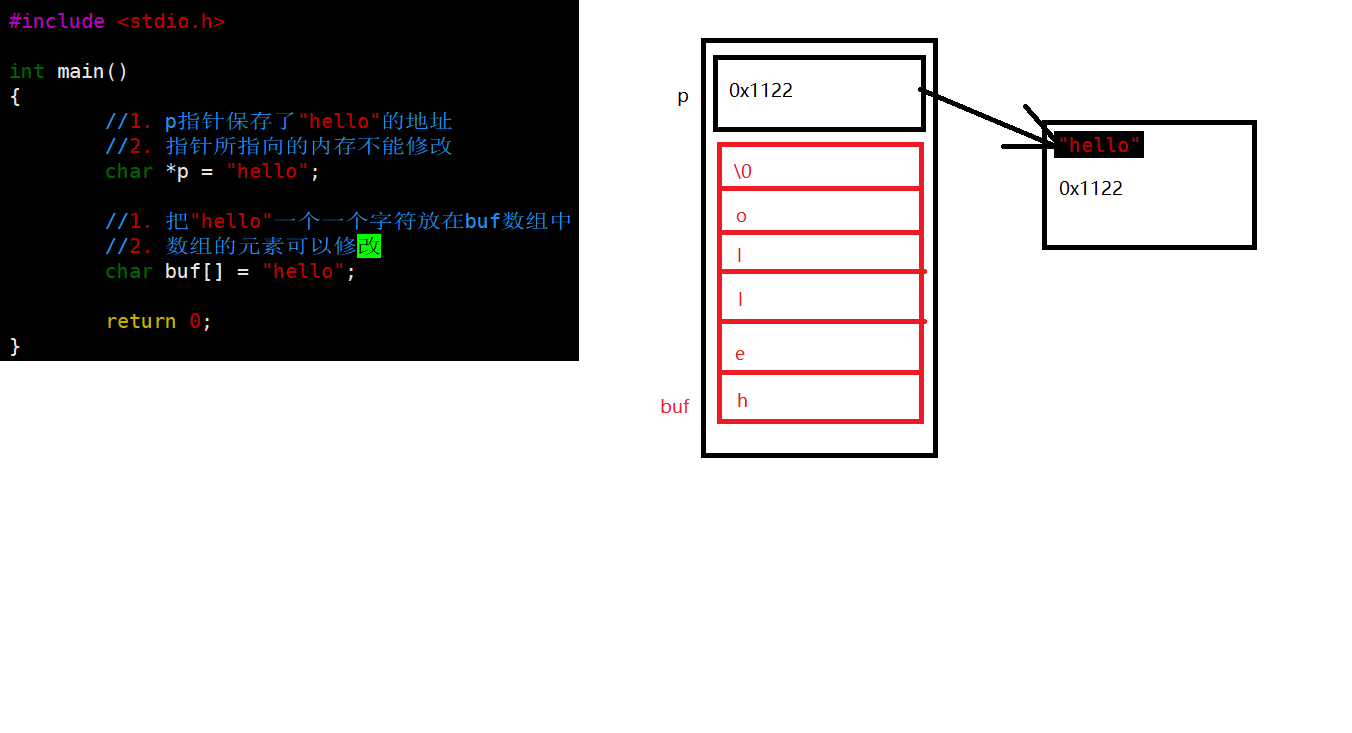 #include <stdio.h>
int main()
{
//1. p指针保存了"hello"的地址
//2. 指针所指向的内存不能修改
char *p = "hello";
//1. 把"hello"一个一个字符放在buf数组中
//2. 数组的元素可以修改
char buf[] = "hello";
return 0;
}
p
0x1122
\0
o
l
l
e
buf
h
"hello"
0x1122